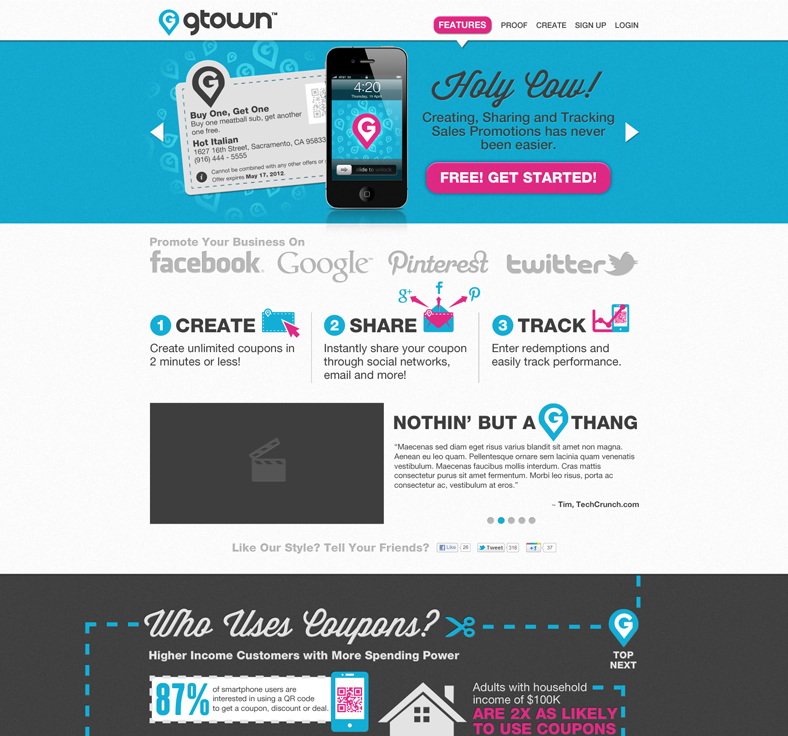 gtown™
FEATURES PROOF CREATE SIGN UP LOGIN
Buy One, Get One
Buy one meatball sub, get another
one free.
Hot Italian
1627 16th Street, Sacramento, CA 95833
(916) 444 - 5555
Cannot be combined with any other offers or
Offer expires May 17, 2012.
4:20
Thursday, 19 April
slide to unlock
Holy Cow!
Creating, Sharing and Tracking
Sales Promotions has never
been easier.
FREE! GET STARTED!
Promote Your Business On
facebook Google Pinterest twitter
1 CREATE
Create unlimited coupons in
2 minutes or less!
2 SHARE
Instantly share your coupon
through social networks,
email and more!
3 TRACK
Enter redemptions and
easily track performance.
NOTHIN' BUT A G THANG
“Maecenas sed diam eget risus varius blandit sit amet non magna.
Aenean eu leo quam. Pellentesque ornare sem lacinia quam venenatis
vestibulum. Maecenas faucibus mollis interdum. Cras mattis
consectetur purus sit amet fermentum. Morbi leo risus, porta ac
consectetur ac, vestibulum at eros.”
~ Tim, TechCrunch.com
Like Our Style? Tell Your Friends? Like Tweet +1 37
Who Uses Coupons?
Higher Income Customers with More Spending Power
TOP
NEXT
87%
of smartphone users are
interested in using a QR code
to get a coupon, discount or deal.
Adults with household
income of $100K
ARE 2X AS LIKELY
TO USE COUPONS